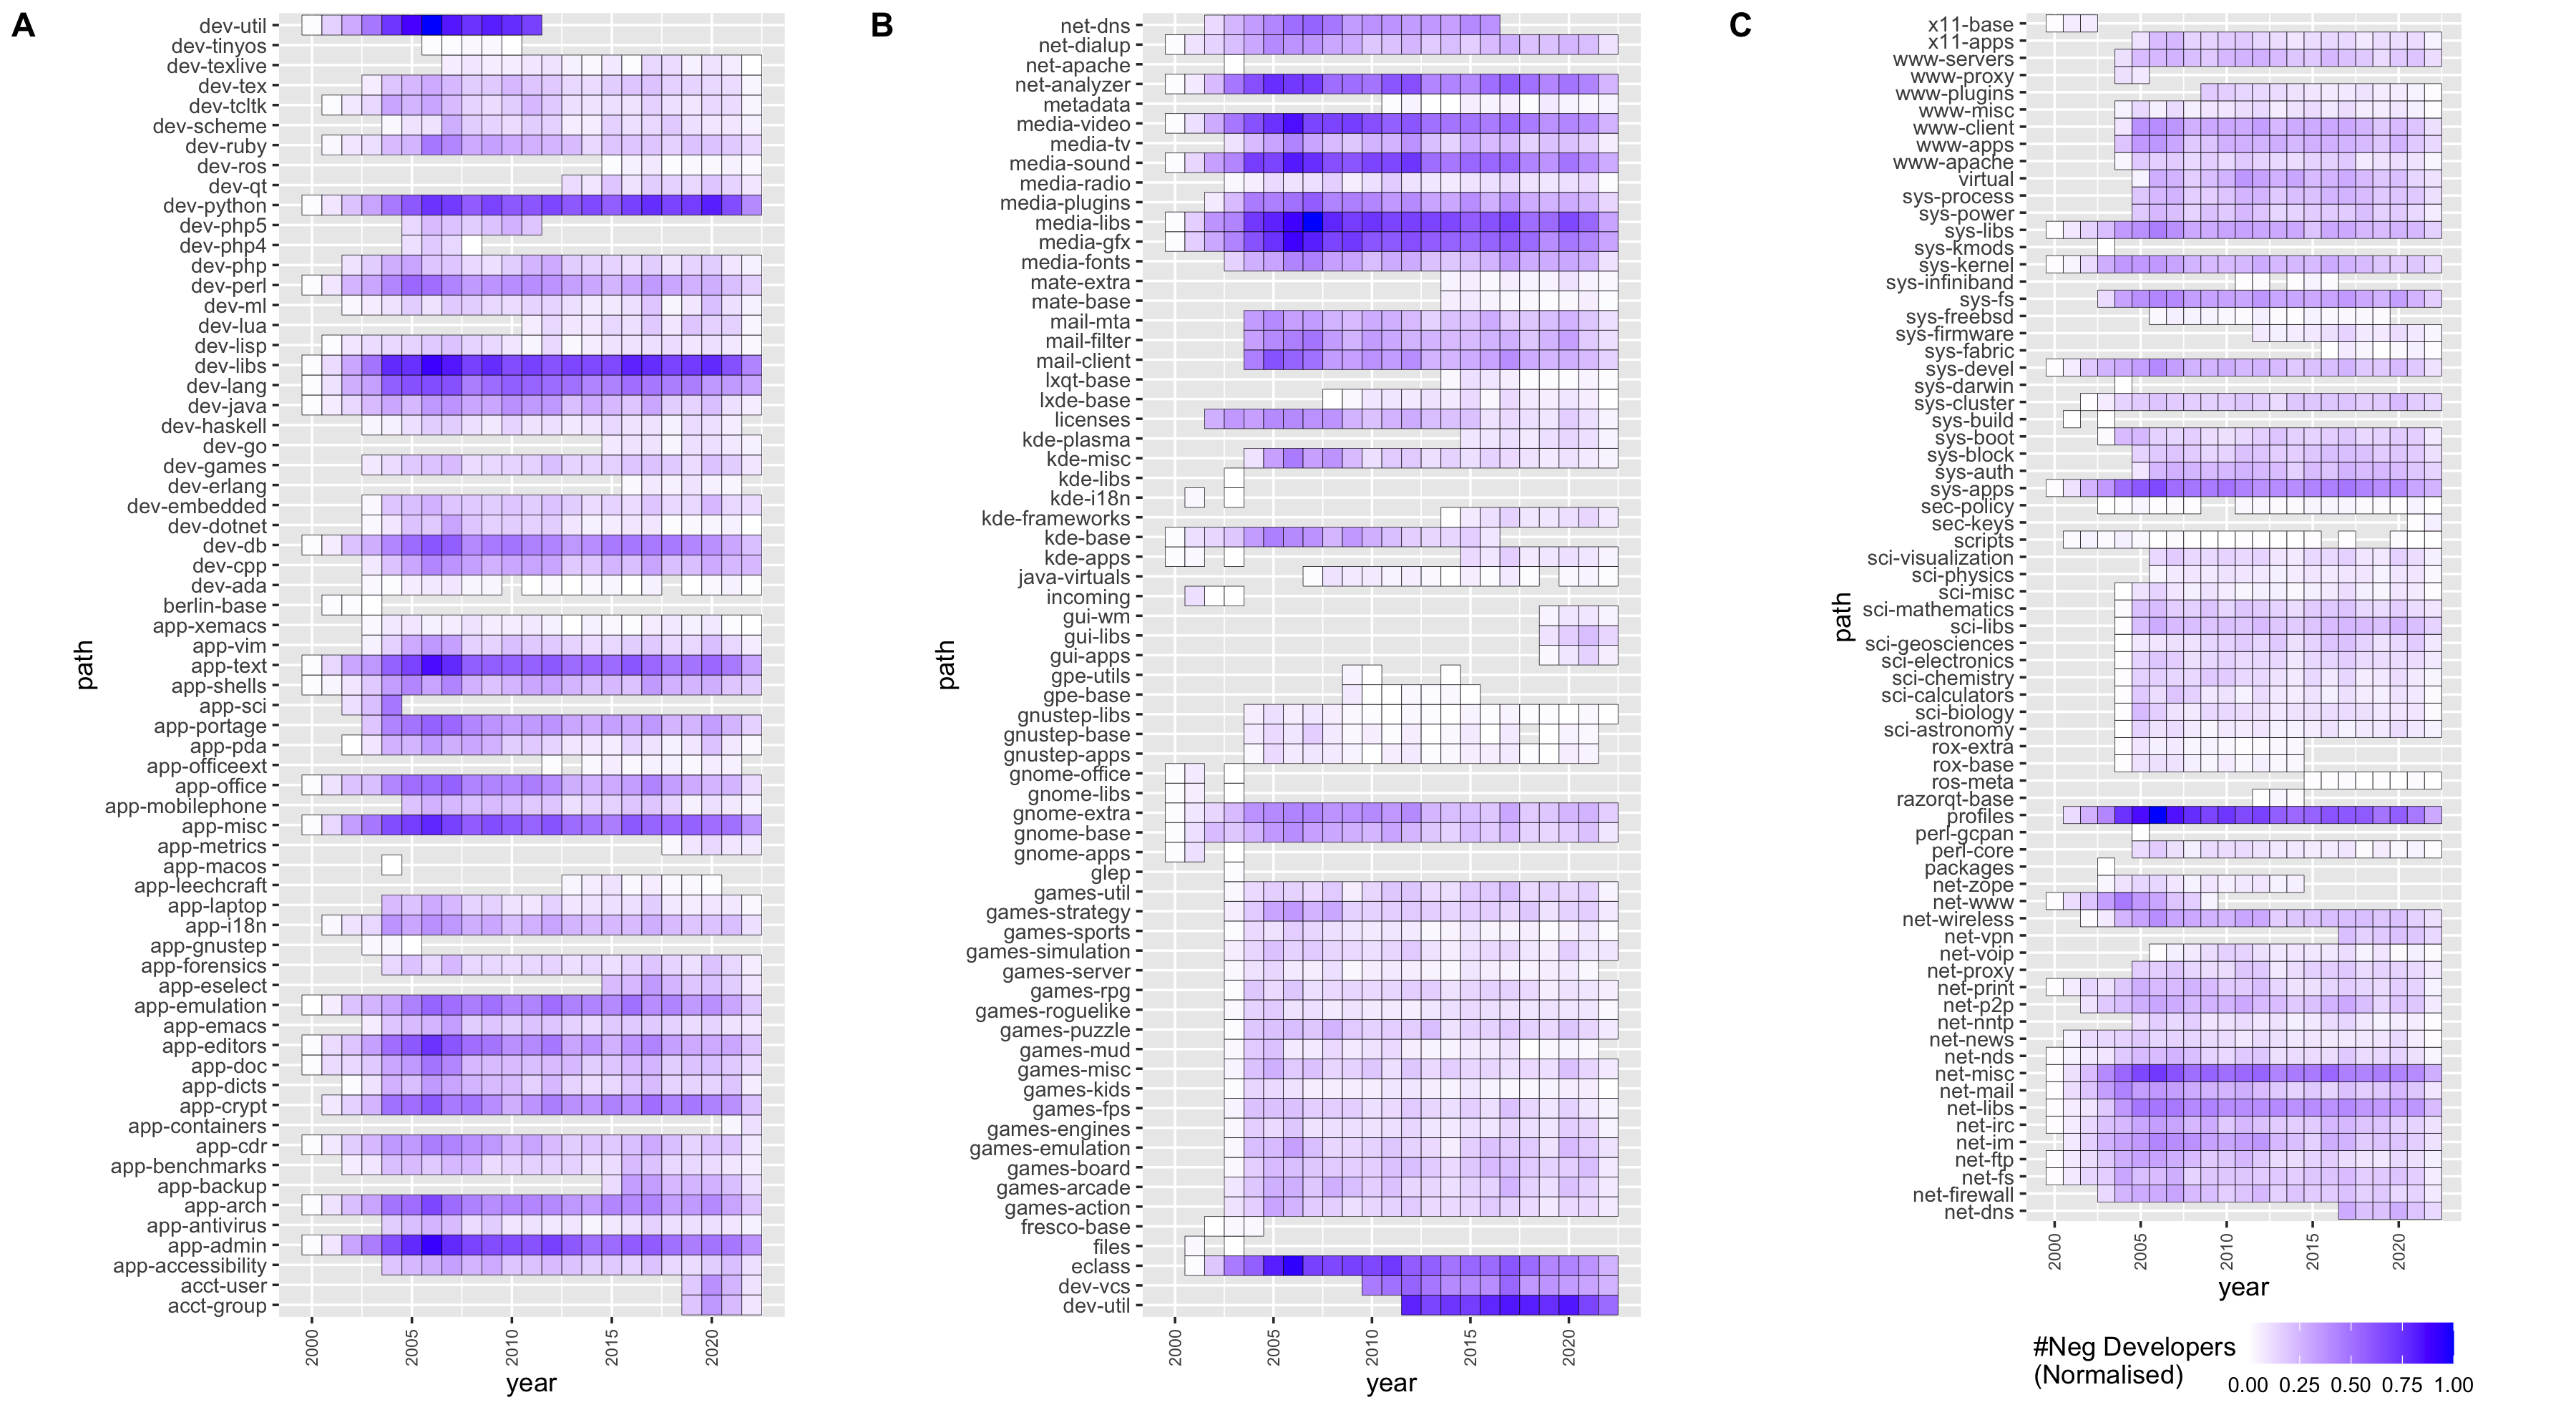 A
dev-util
dev-tinyos
dev-texlive
dev-tex
dev-tcltk
dev-scheme
dev-ruby
dev-ros
dev-qt
dev-python
dev-php5
dev-php4
dev-php
dev-perl
dev-ml
dev-lua
dev-lisp
dev-libs
dev-lang
dev-java
dev-haskell
dev-go
dev-games
dev-erlang
dev-embedded
dev-dotnet
dev-db
dev-cpp
dev-ada
berlin-base
app-xemacs
app-vim
app-text
app-shells
app-sci
app-portage
app-pda
app-officeext
app-office
app-mobilephone
app-misc
app-metrics
app-macos
app-leechcraft
app-laptop
app-i18n
app-gnustep
app-forensics
app-eselect
app-emulation
app-emacs
app-editors
app-doc
app-dicts
app-crypt
app-containers
app-cdr
app-benchmarks
app-backup
app-arch
app-antivirus
app-admin
app-accessibility
acct-user
acct-group
path
2000 2005 2010 2015 2020
year
B
net-dns
net-dialup
net-apache
net-analyzer
metadata
media-video
media-tv
media-sound
media-radio
media-plugins
media-libs
media-gfx
media-fonts
mate-extra
mate-base
mail-mta
mail-filter
mail-client
lxqt-base
lxde-base
licenses
kde-plasma
kde-misc
kde-libs
kde-i18n
kde-frameworks
kde-base
kde-apps
java-virtuals
incoming
gui-wm
gui-libs
gui-apps
gpe-utils
gpe-base
gnustep-libs
gnustep-base
gnustep-apps
gnome-office
gnome-libs
gnome-extra
gnome-base
gnome-apps
glep
games-util
games-strategy
games-sports
games-simulation
games-server
games-rpg
games-roguelike
games-puzzle
games-mud
games-misc
games-kids
games-fps
games-engines
games-emulation
games-board
games-arcade
games-action
fresco-base
files
eclass
dev-vcs
dev-util
path
2000 2005 2010 2015 2020
year
C
x11-base
x11-apps
www-servers
www-proxy
www-plugins
www-misc
www-client
www-apps
www-apache
virtual
sys-process
sys-power
sys-libs
sys-kmods
sys-kernel
sys-infiniband
sys-fs
sys-freebsd
sys-firmware
sys-fabric
sys-devel
sys-darwin
sys-cluster
sys-build
sys-boot
sys-block
sys-auth
sys-apps
sec-policy
sec-keys
scripts
sci-visualization
sci-physics
sci-misc
sci-mathematics
sci-libs
sci-geosciences
sci-electronics
sci-chemistry
sci-calculators
sci-biology
sci-astronomy
rox-extra
rox-base
ros-meta
razorqt-base
profiles
perl-gcpan
perl-core
packages
net-zope
net-www
net-wireless
net-vpn
net-voip
net-proxy
net-print
net-p2p
net-nntp
net-news
net-nds
net-misc
net-mail
net-libs
net-irc
net-im
net-ftp
net-fs
net-firewall
net-dns
path
2000 2005 2010 2015 2020
year
#Neg Developers
(Normalised)
0.00 0.25 0.50 0.75 1.00